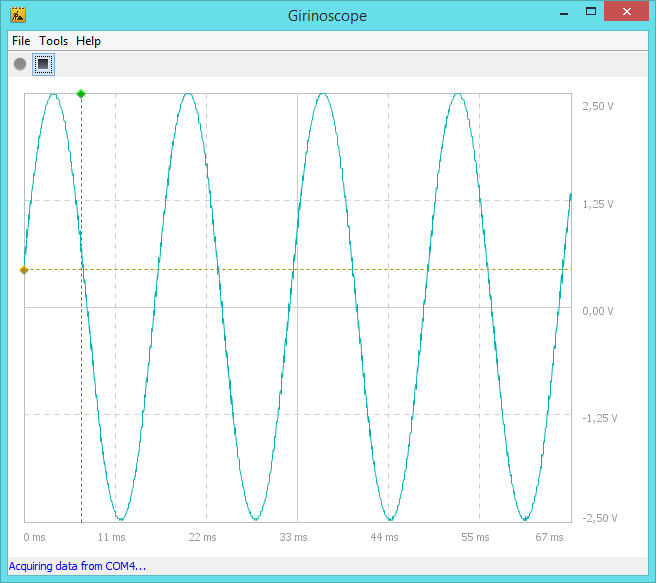 Girinoscope
File Tools Help
2,50 V
1,25 V
0,00 V
-1,25 V
-2,50 V
0 ms 11 ms 22 ms 33 ms 44 ms 55 ms 67 ms
Acquiring data from COM4...